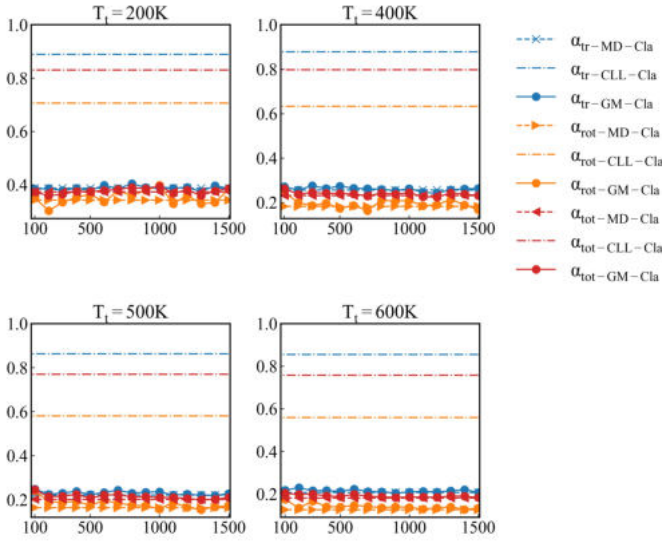 T_t = 200K
T_t = 400K
1.0
0.8
0.6
0.4
100 500 1000 1500
1.0
0.8
0.6
0.4
0.2
100 500 1000 1500
α_tr−MD−Cla
α_tr−CLL−Cla
α_tr−GM−Cla
α_rot−MD−Cla
α_rot−CLL−Cla
α_rot−GM−Cla
α_tot−MD−Cla
α_tot−CLL−Cla
α_tot−GM−Cla
T_t = 500K
T_t = 600K
1.0
0.8
0.6
0.4
0.2
100 500 1000 1500
1.0
0.8
0.6
0.4
0.2
100 500 1000 1500